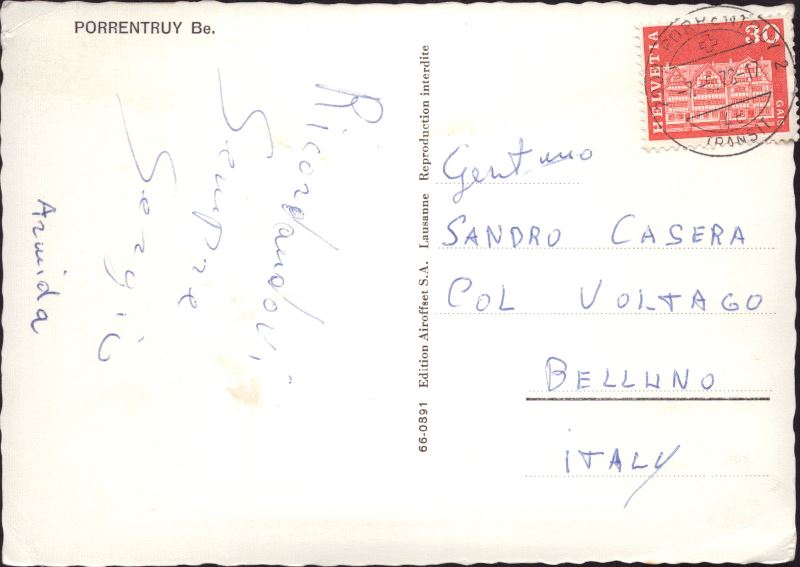 PORRENTRUY Be.
Ricordandovi
Sempre
Sergio
Armida
66-0891 Edition Airoffset S.A. Lausanne Reproduction interdite
HELVETIA
30
GAIS
TRANSIT
Gent.mo
SANDRO CASERA
COL VOLTAGO
BELLUNO
ITALY